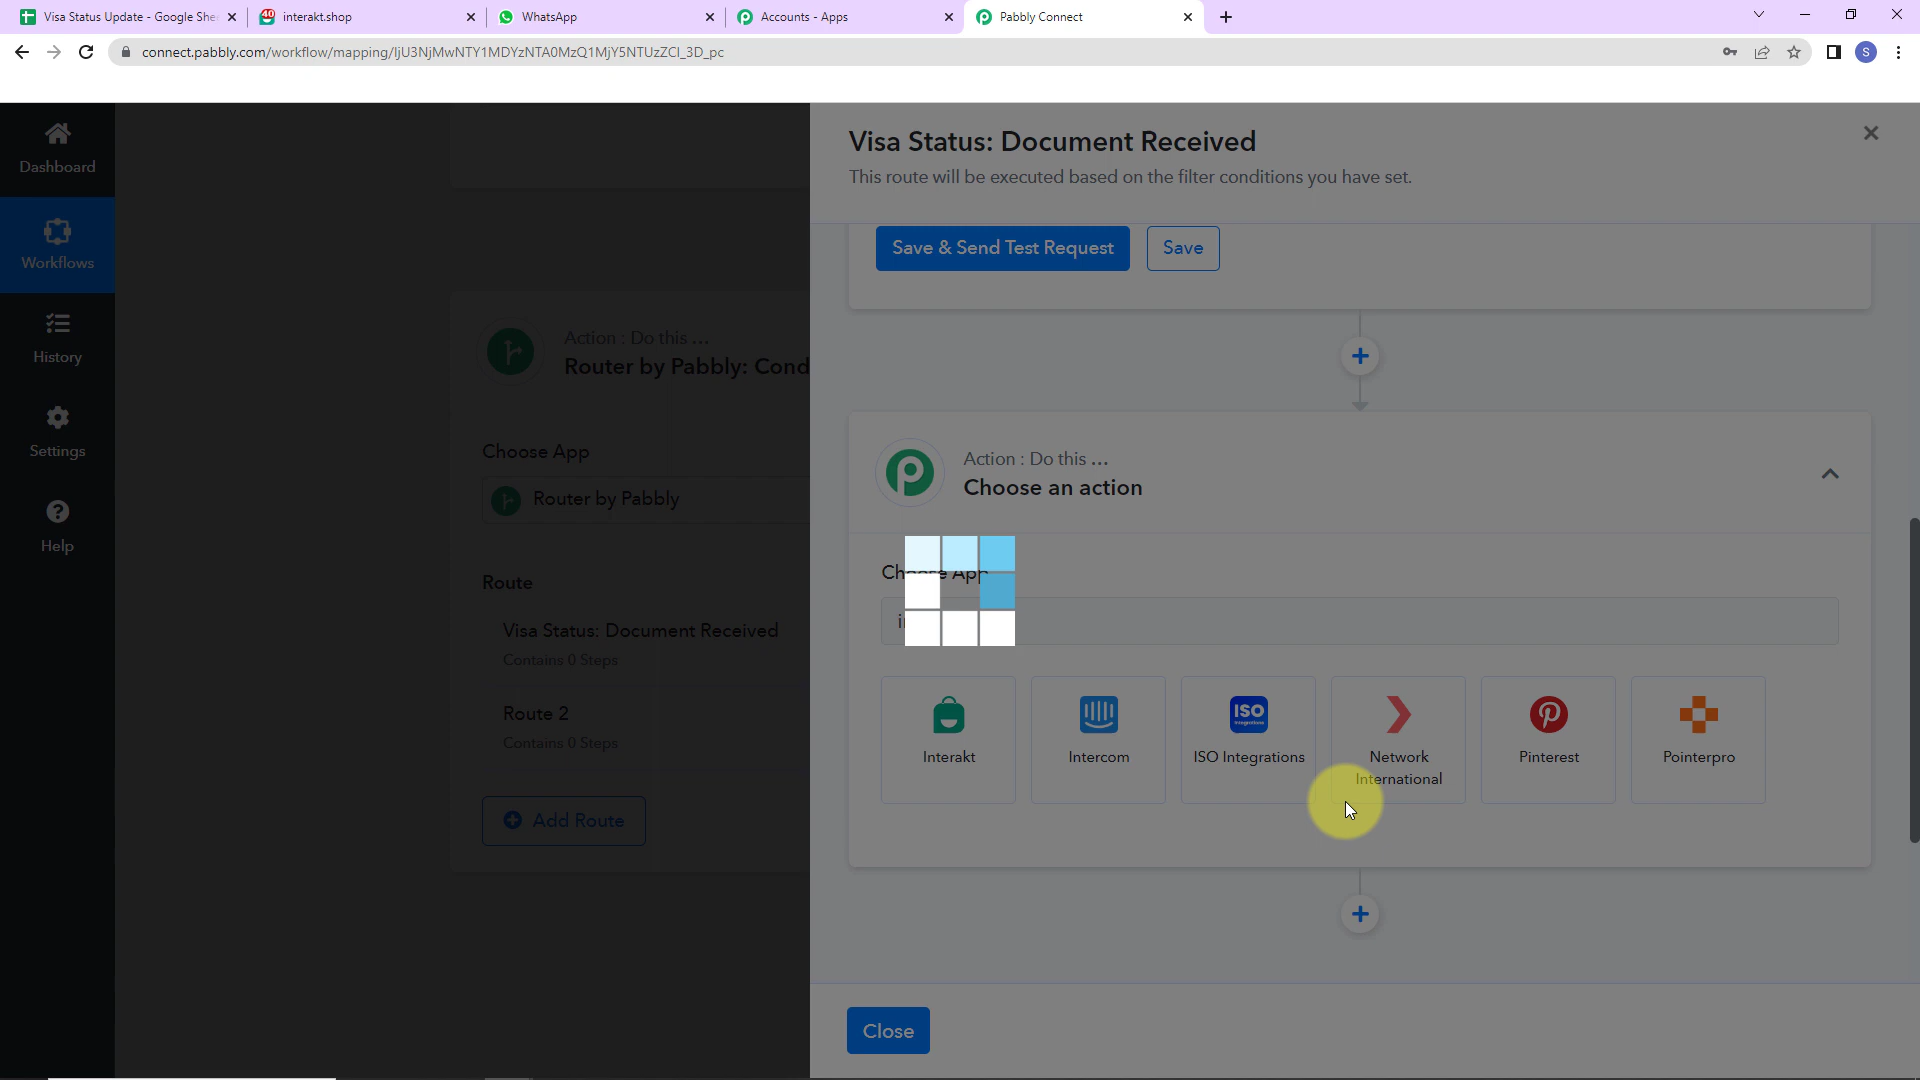 Visa Status Update - Google She
interakt.shop
WhatsApp
Accounts - Apps
Pabbly Connect
connect.pabbly.com/workflow/mapping/IjU3NjMwNTY1MDYzNTA0MzQ1MjY5NTUzZCI_3D_pc
S
Dashboard
Workflows
History
Settings
Help
Action : Do this ...
Router by Pabbly: Cond
Choose App
Router by Pabbly
Route
Visa Status: Document Received
Contains 0 Steps
Route 2
Contains 0 Steps
Add Route
Visa Status: Document Received
This route will be executed based on the filter conditions you have set.
Save & Send Test Request
Save
Action : Do this ...
Choose an action
Interakt
Intercom
ISO
ISO Integrations
Network International
Pinterest
Pointerpro
Close